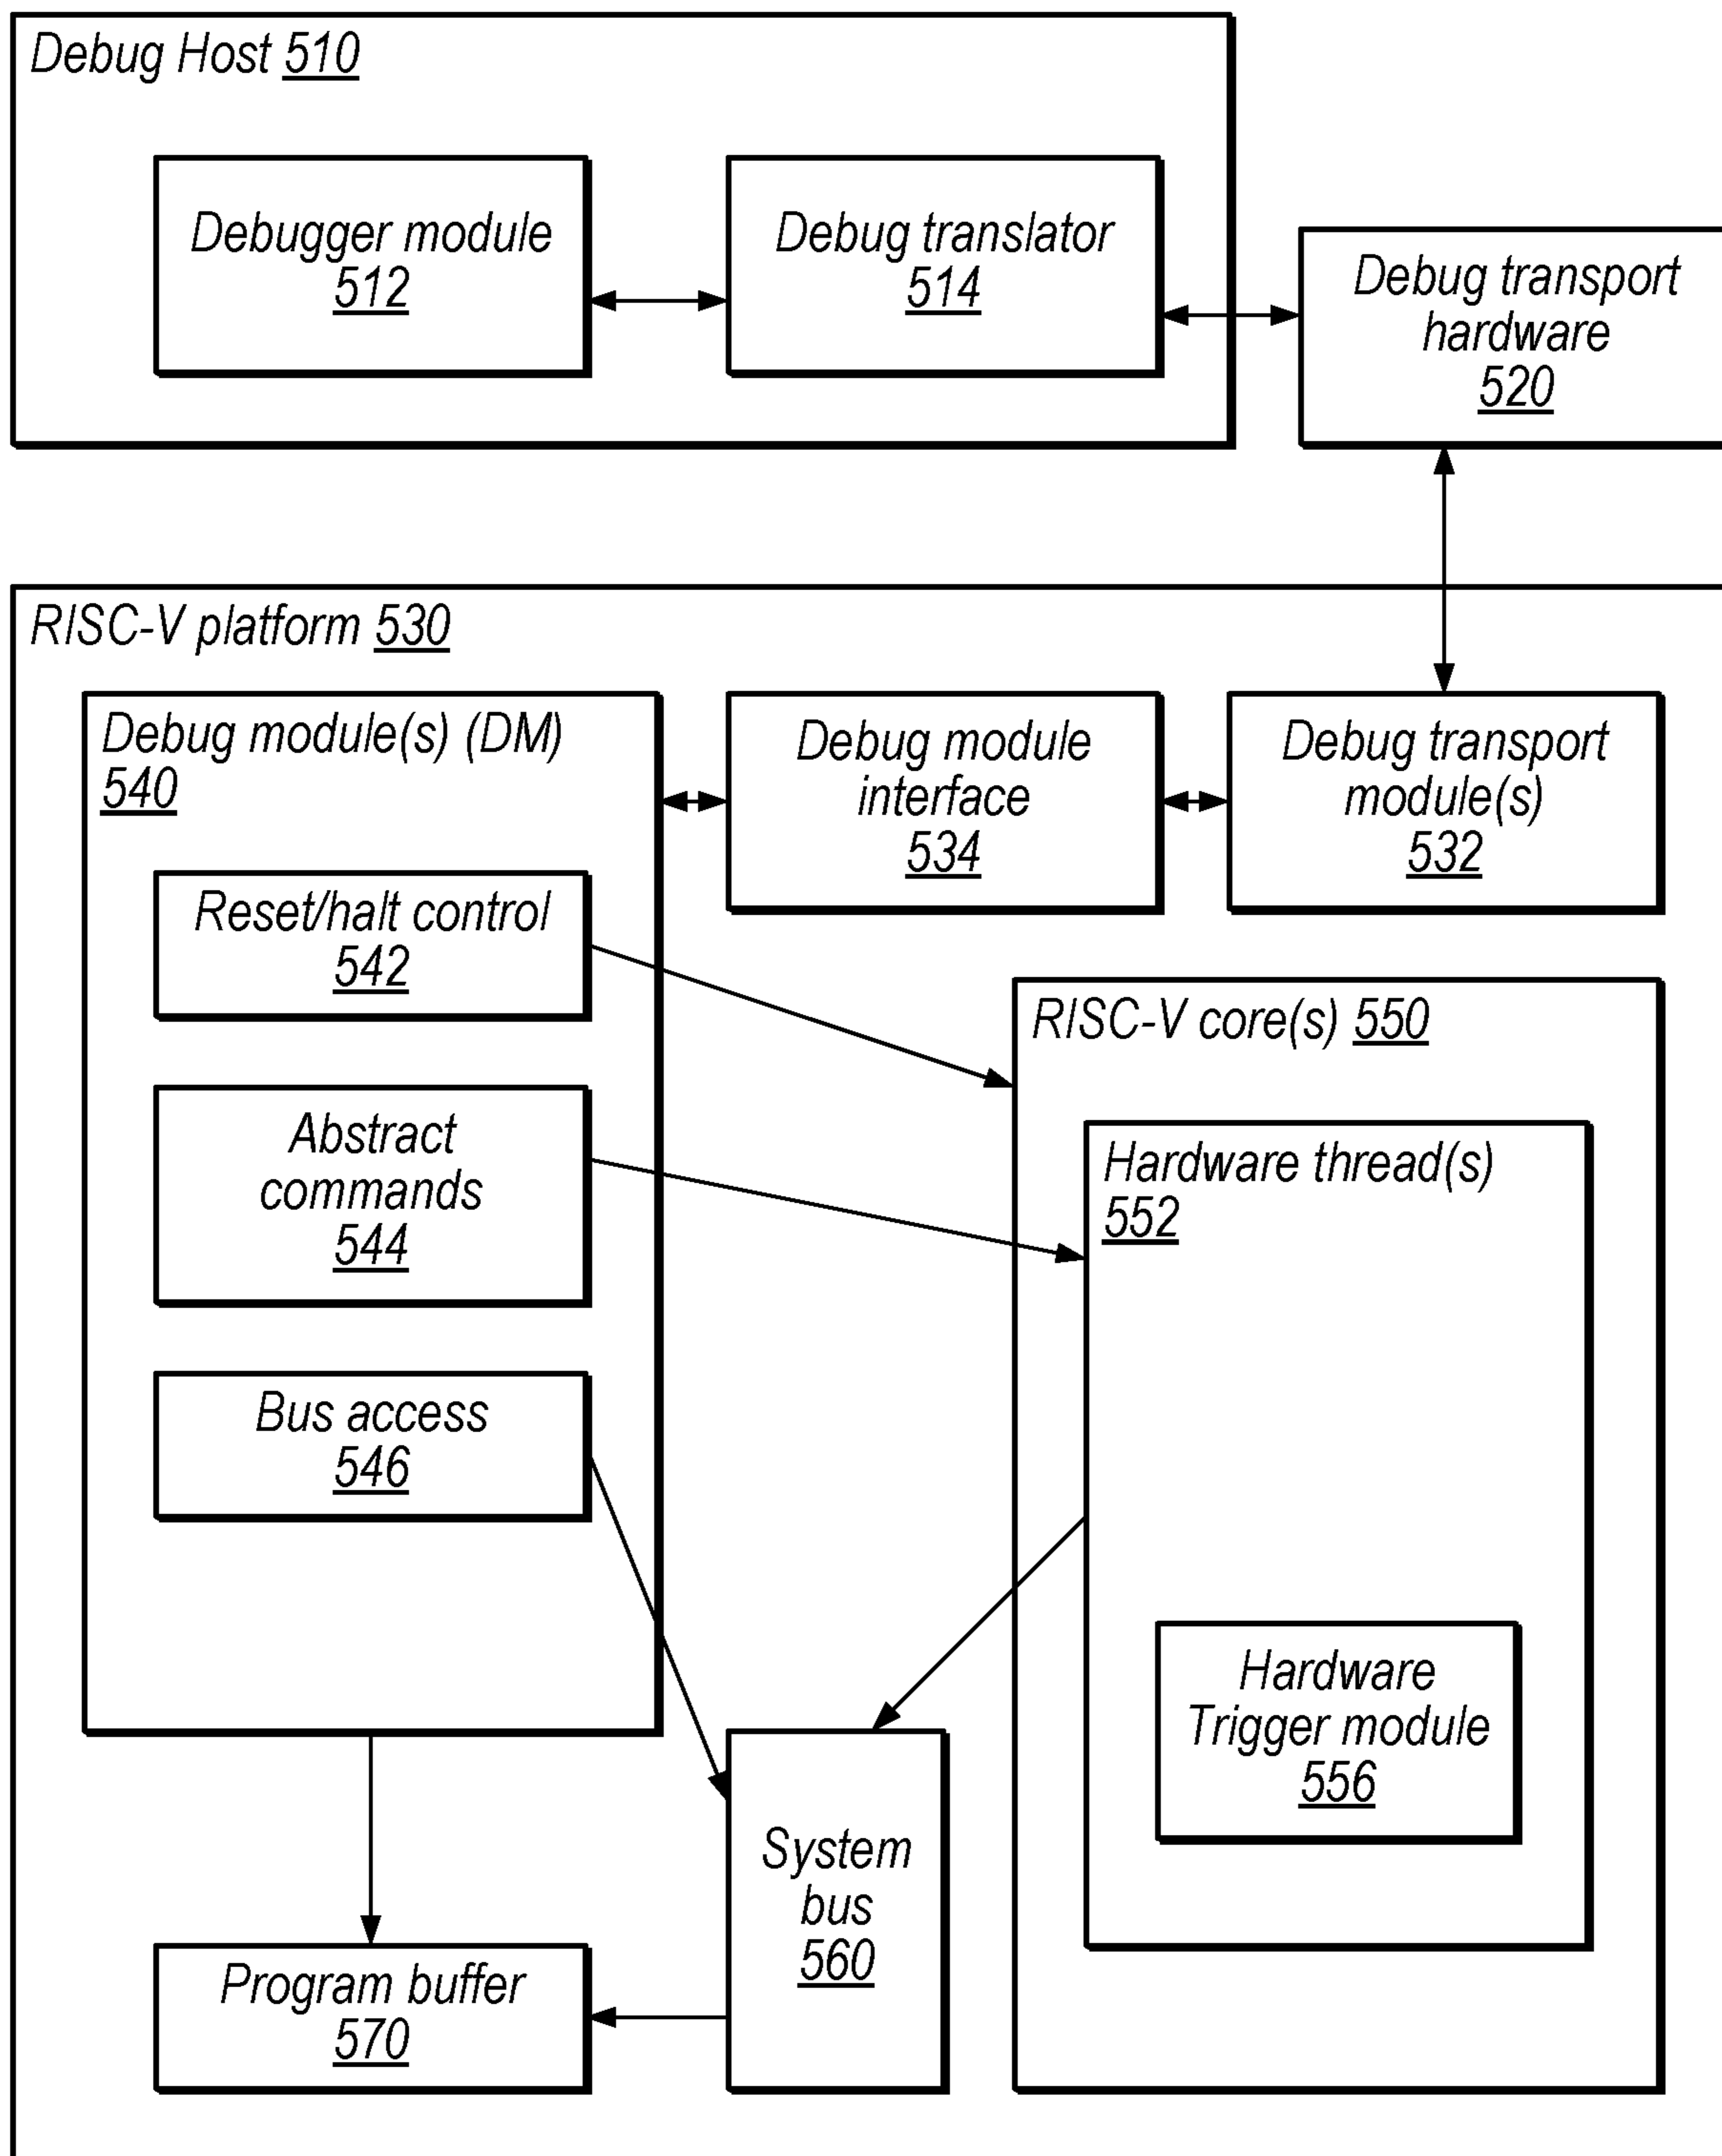 Debug Host 510
Debugger module
512
Debug translator
514
Debug transport
hardware
520
RISC-V platform 530
Debug module(s) (DM)
540
Debug module
interface
534
Debug transport
module(s)
532
Reset/halt control
542
RISC-V core(s) 550
Abstract
commands
544
Hardware thread(s)
552
Bus access
546
Hardware
Trigger module
556
System
bus
560
Program buffer
570